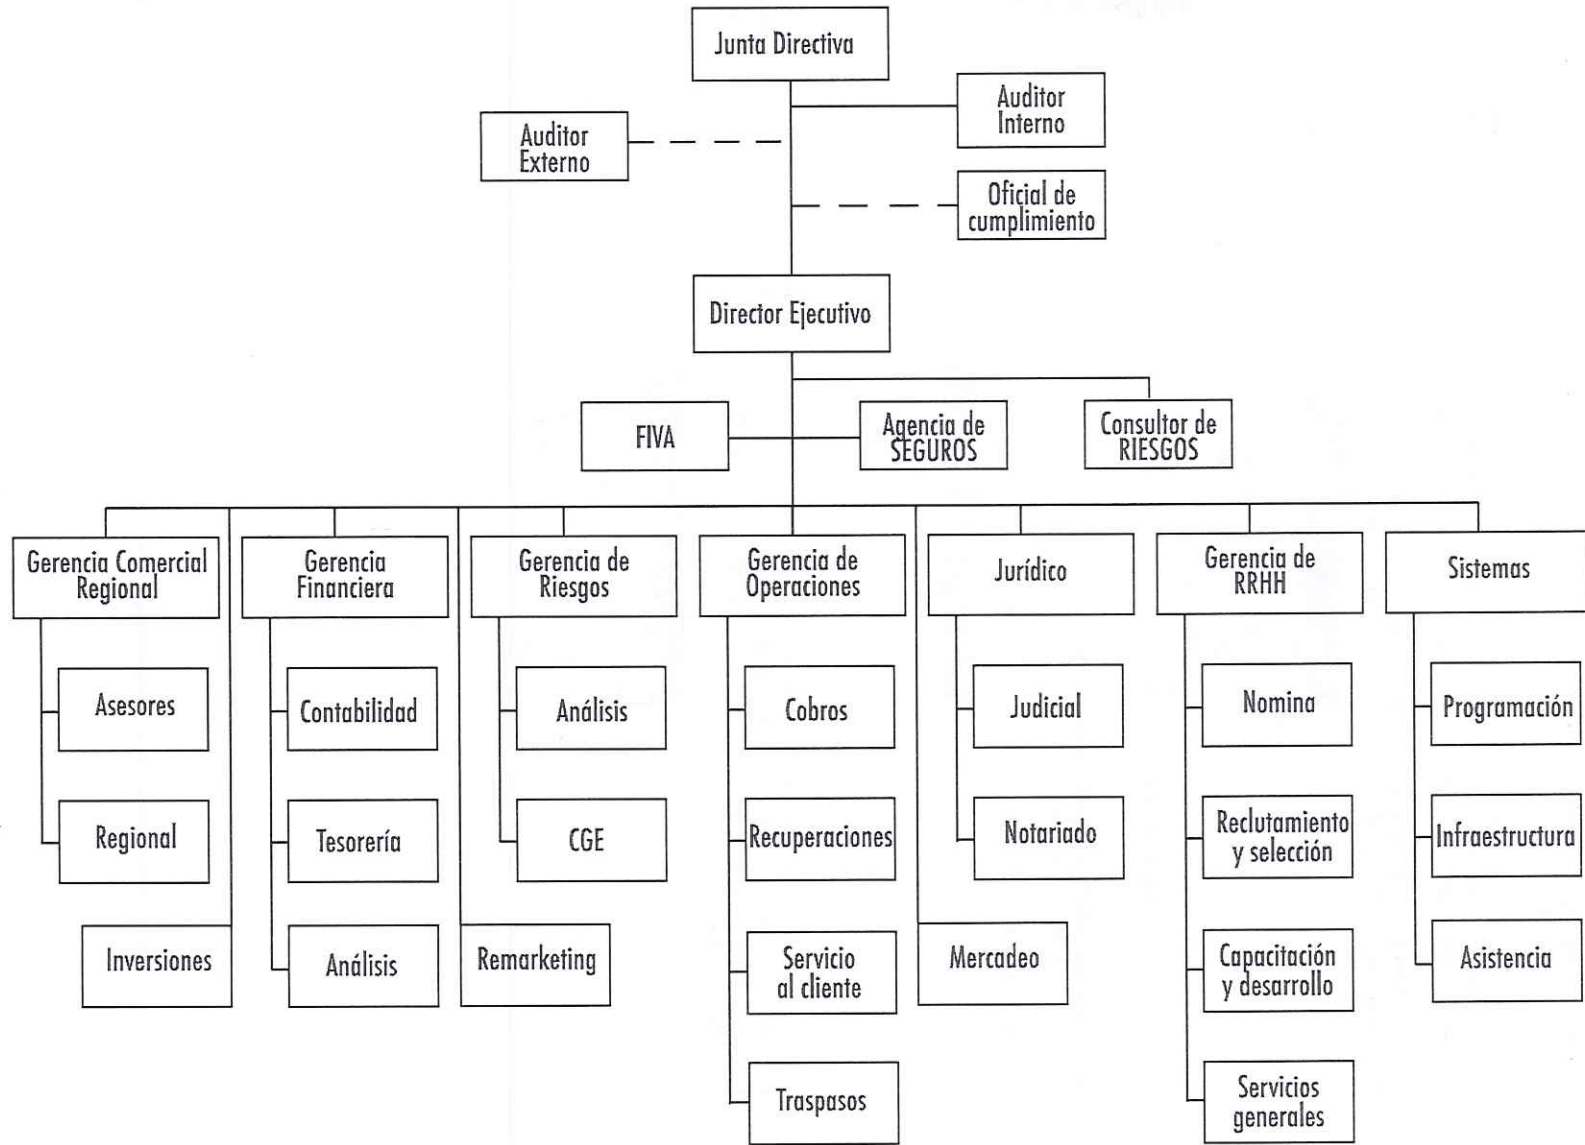 Junta Directiva
Auditor
Interno
Auditor
Externo
Oficial de
cumplimiento
Director Ejecutivo
FIVA
Agencia de
SEGUROS
Consultor de
RIESGOS
Gerencia Comercial
Regional
Gerencia
Financiera
Gerencia de
Riesgos
Gerencia de
Operaciones
Jurídico
Gerencia de
RRHH
Sistemas
Asesores
Contabilidad
Análisis
Cobros
Judicial
Nomina
Programación
Regional
Tesorería
CGE
Recuperaciones
Notariado
Reclutamiento
y selección
Infraestructura
Inversiones
Análisis
Remarketing
Servicio
al cliente
Mercadeo
Capacitación
y desarrollo
Asistencia
Traspasos
Servicios
generales